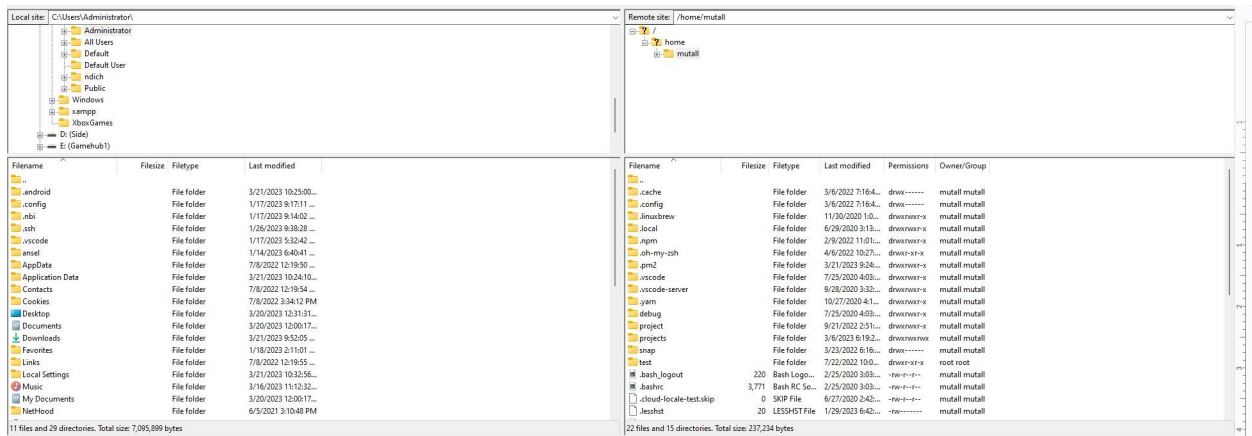 Local site: C:\Users\Administrator\
Administrator
All Users
Default
Default User
ndich
Public
Windows
xampp
XboxGames
D: (Side)
E: (Gamehub1)
Filename Filesize Filetype Last modified
..
.android File folder 3/21/2023 10:25:00...
.config File folder 1/17/2023 9:17:11 ...
.nbi File folder 1/17/2023 9:14:02 ...
.ssh File folder 1/26/2023 9:38:28 ...
.vscode File folder 1/17/2023 5:32:42 ...
ansel File folder 1/14/2023 6:40:41 ...
AppData File folder 7/8/2022 12:19:50 ...
Application Data File folder 3/21/2023 10:24:10...
Contacts File folder 7/8/2022 12:19:54 ...
Cookies File folder 7/8/2022 3:34:12 PM
Desktop File folder 3/20/2023 12:31:31...
Documents File folder 3/20/2023 12:00:17...
Downloads File folder 3/21/2023 9:52:05 ...
Favorites File folder 1/18/2023 2:11:01 ...
Links File folder 7/8/2022 12:19:55 ...
Local Settings File folder 3/21/2023 10:32:56...
Music File folder 3/16/2023 11:12:32...
My Documents File folder 3/20/2023 12:00:17...
NetHood File folder 6/5/2021 3:10:48 PM
11 files and 29 directories. Total size: 7,095,899 bytes
Remote site: /home/mutall
/
home
mutall
Filename Filesize Filetype Last modified Permissions Owner/Group
..
.cache File folder 3/6/2022 7:16:4... drwx------ mutall mutall
.config File folder 3/6/2022 7:16:4... drwx------ mutall mutall
.linuxbrew File folder 11/30/2020 1:0... drwxrwxr-x mutall mutall
.local File folder 6/29/2020 3:13:... drwxrwxr-x mutall mutall
.npm File folder 2/9/2022 11:01:... drwxrwxr-x mutall mutall
.oh-my-zsh File folder 4/6/2022 10:27:... drwxr-xr-x mutall mutall
.pm2 File folder 3/21/2023 9:24:... drwxrwxr-x mutall mutall
.vscode File folder 7/25/2020 4:03:... drwxrwxr-x mutall mutall
.vscode-server File folder 9/28/2020 3:32:... drwxrwxr-x mutall mutall
.yarn File folder 10/27/2020 4:1... drwxrwxr-x mutall mutall
debug File folder 7/25/2020 4:03:... drwxrwxr-x mutall mutall
project File folder 9/21/2022 2:51:... drwxrwxr-x mutall mutall
projects File folder 3/6/2023 6:19:2... drwxrwxrwx mutall mutall
snap File folder 3/23/2022 6:16:... drwx------ mutall mutall
test File folder 7/22/2022 10:0... drwxr-xr-x root root
.bash_logout 220 Bash Logo... 2/25/2020 3:03:... -rw-r--r-- mutall mutall
.bashrc 3,771 Bash RC So... 2/25/2020 3:03:... -rw-r--r-- mutall mutall
.cloud-locale-test.skip 0 SKIP File 6/27/2020 2:42:... -rw-r--r-- mutall mutall
.lesshst 20 LESSHST File 1/29/2023 6:42:... -rw------- mutall mutall
22 files and 15 directories. Total size: 237,234 bytes
1
2
3
4